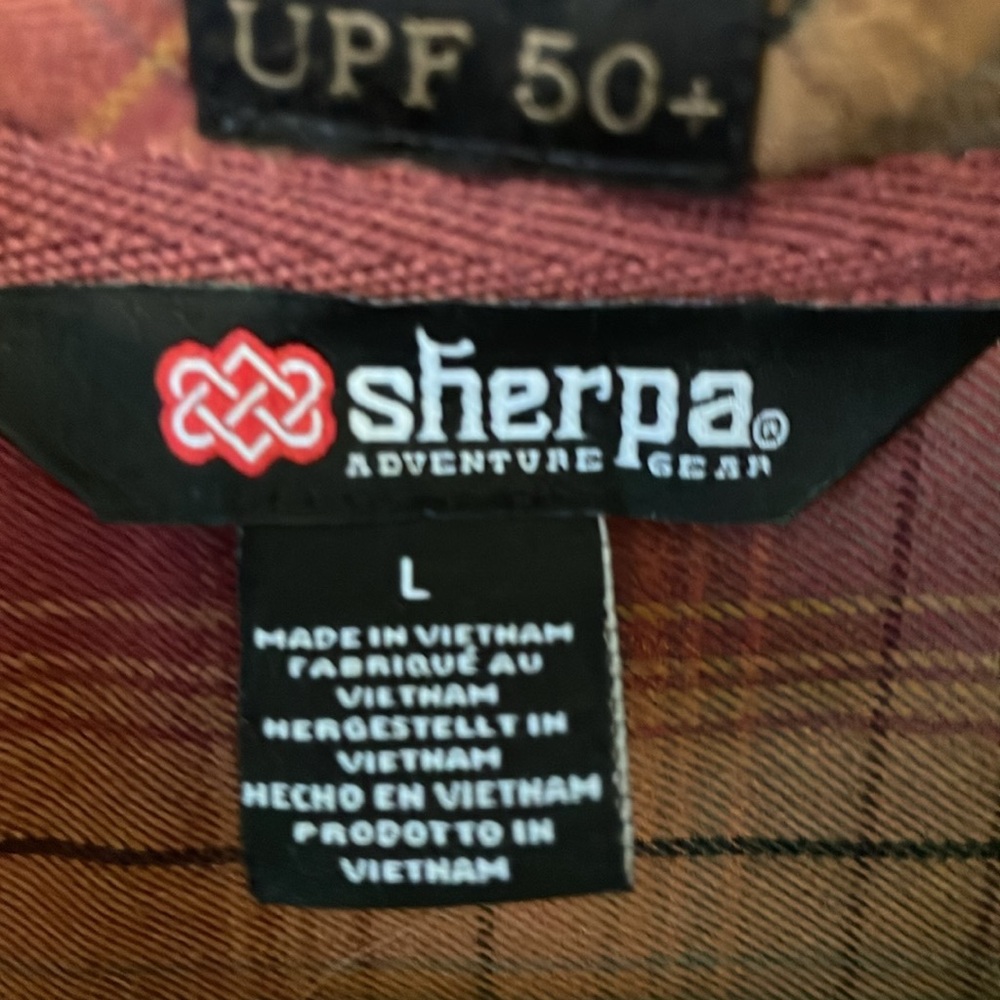 UPF 50+
sherpa®
ADVENTURE GEAR
L
MADE IN VIETNAM
FABRIQUÉ AU
VIETNAM
HERGESTELLT IN
VIETNAM
HECHO EN VIETNAM
PRODOTTO IN
VIETNAM